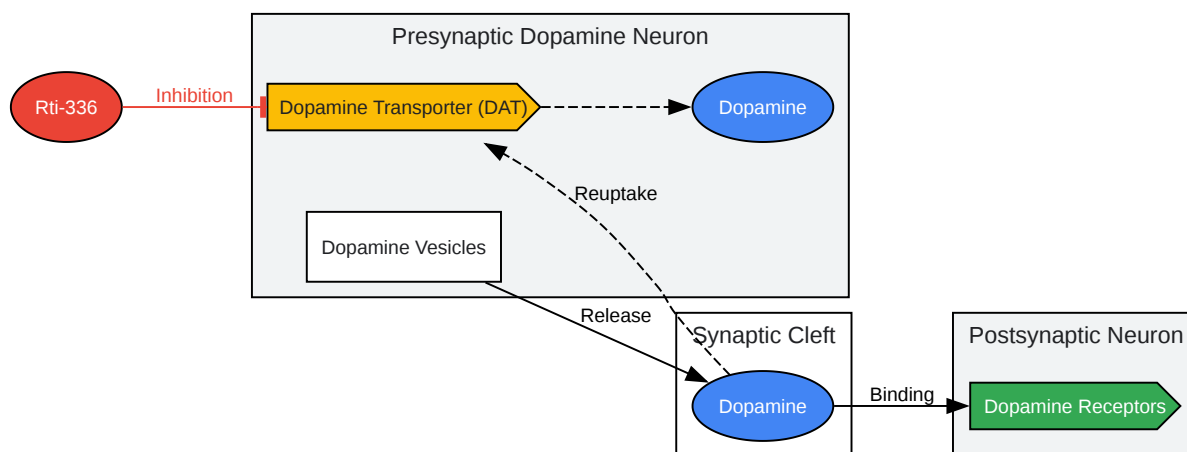 Presynaptic Dopamine Neuron
Rti-336
Inhibition
Dopamine Transporter (DAT)
Dopamine
Reuptake
Dopamine Vesicles
Release
Synaptic Cleft
Postsynaptic Neuron
Dopamine
Binding
Dopamine Receptors